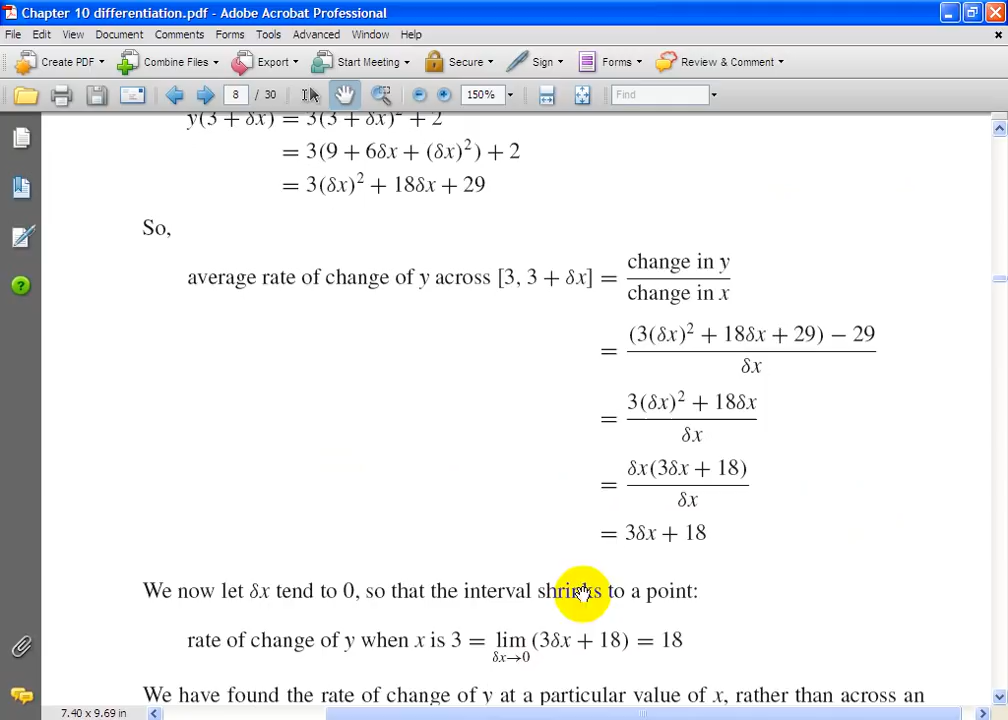 Chapter 10 differentiation.pdf - Adobe Acrobat Professional
File Edit View Document Comments Forms Tools Advanced Window Help
Create PDF Combine Files Export Start Meeting Secure Sign Forms Review & Comment
8 / 30 150% Find
y(3 + δx) = 3(3 + δx)² + 2
= 3(9 + 6δx + (δx)²) + 2
= 3(δx)² + 18δx + 29
So,
average rate of change of y across [3, 3 + δx] = change in y / change in x
= (3(δx)² + 18δx + 29) − 29 / δx
= 3(δx)² + 18δx / δx
= δx(3δx + 18) / δx
= 3δx + 18
We now let δx tend to 0, so that the interval shrinks to a point:
rate of change of y when x is 3 = lim δx→0 (3δx + 18) = 18
We have found the rate of change of y at a particular value of x, rather than across an
7.40 x 9.69 in